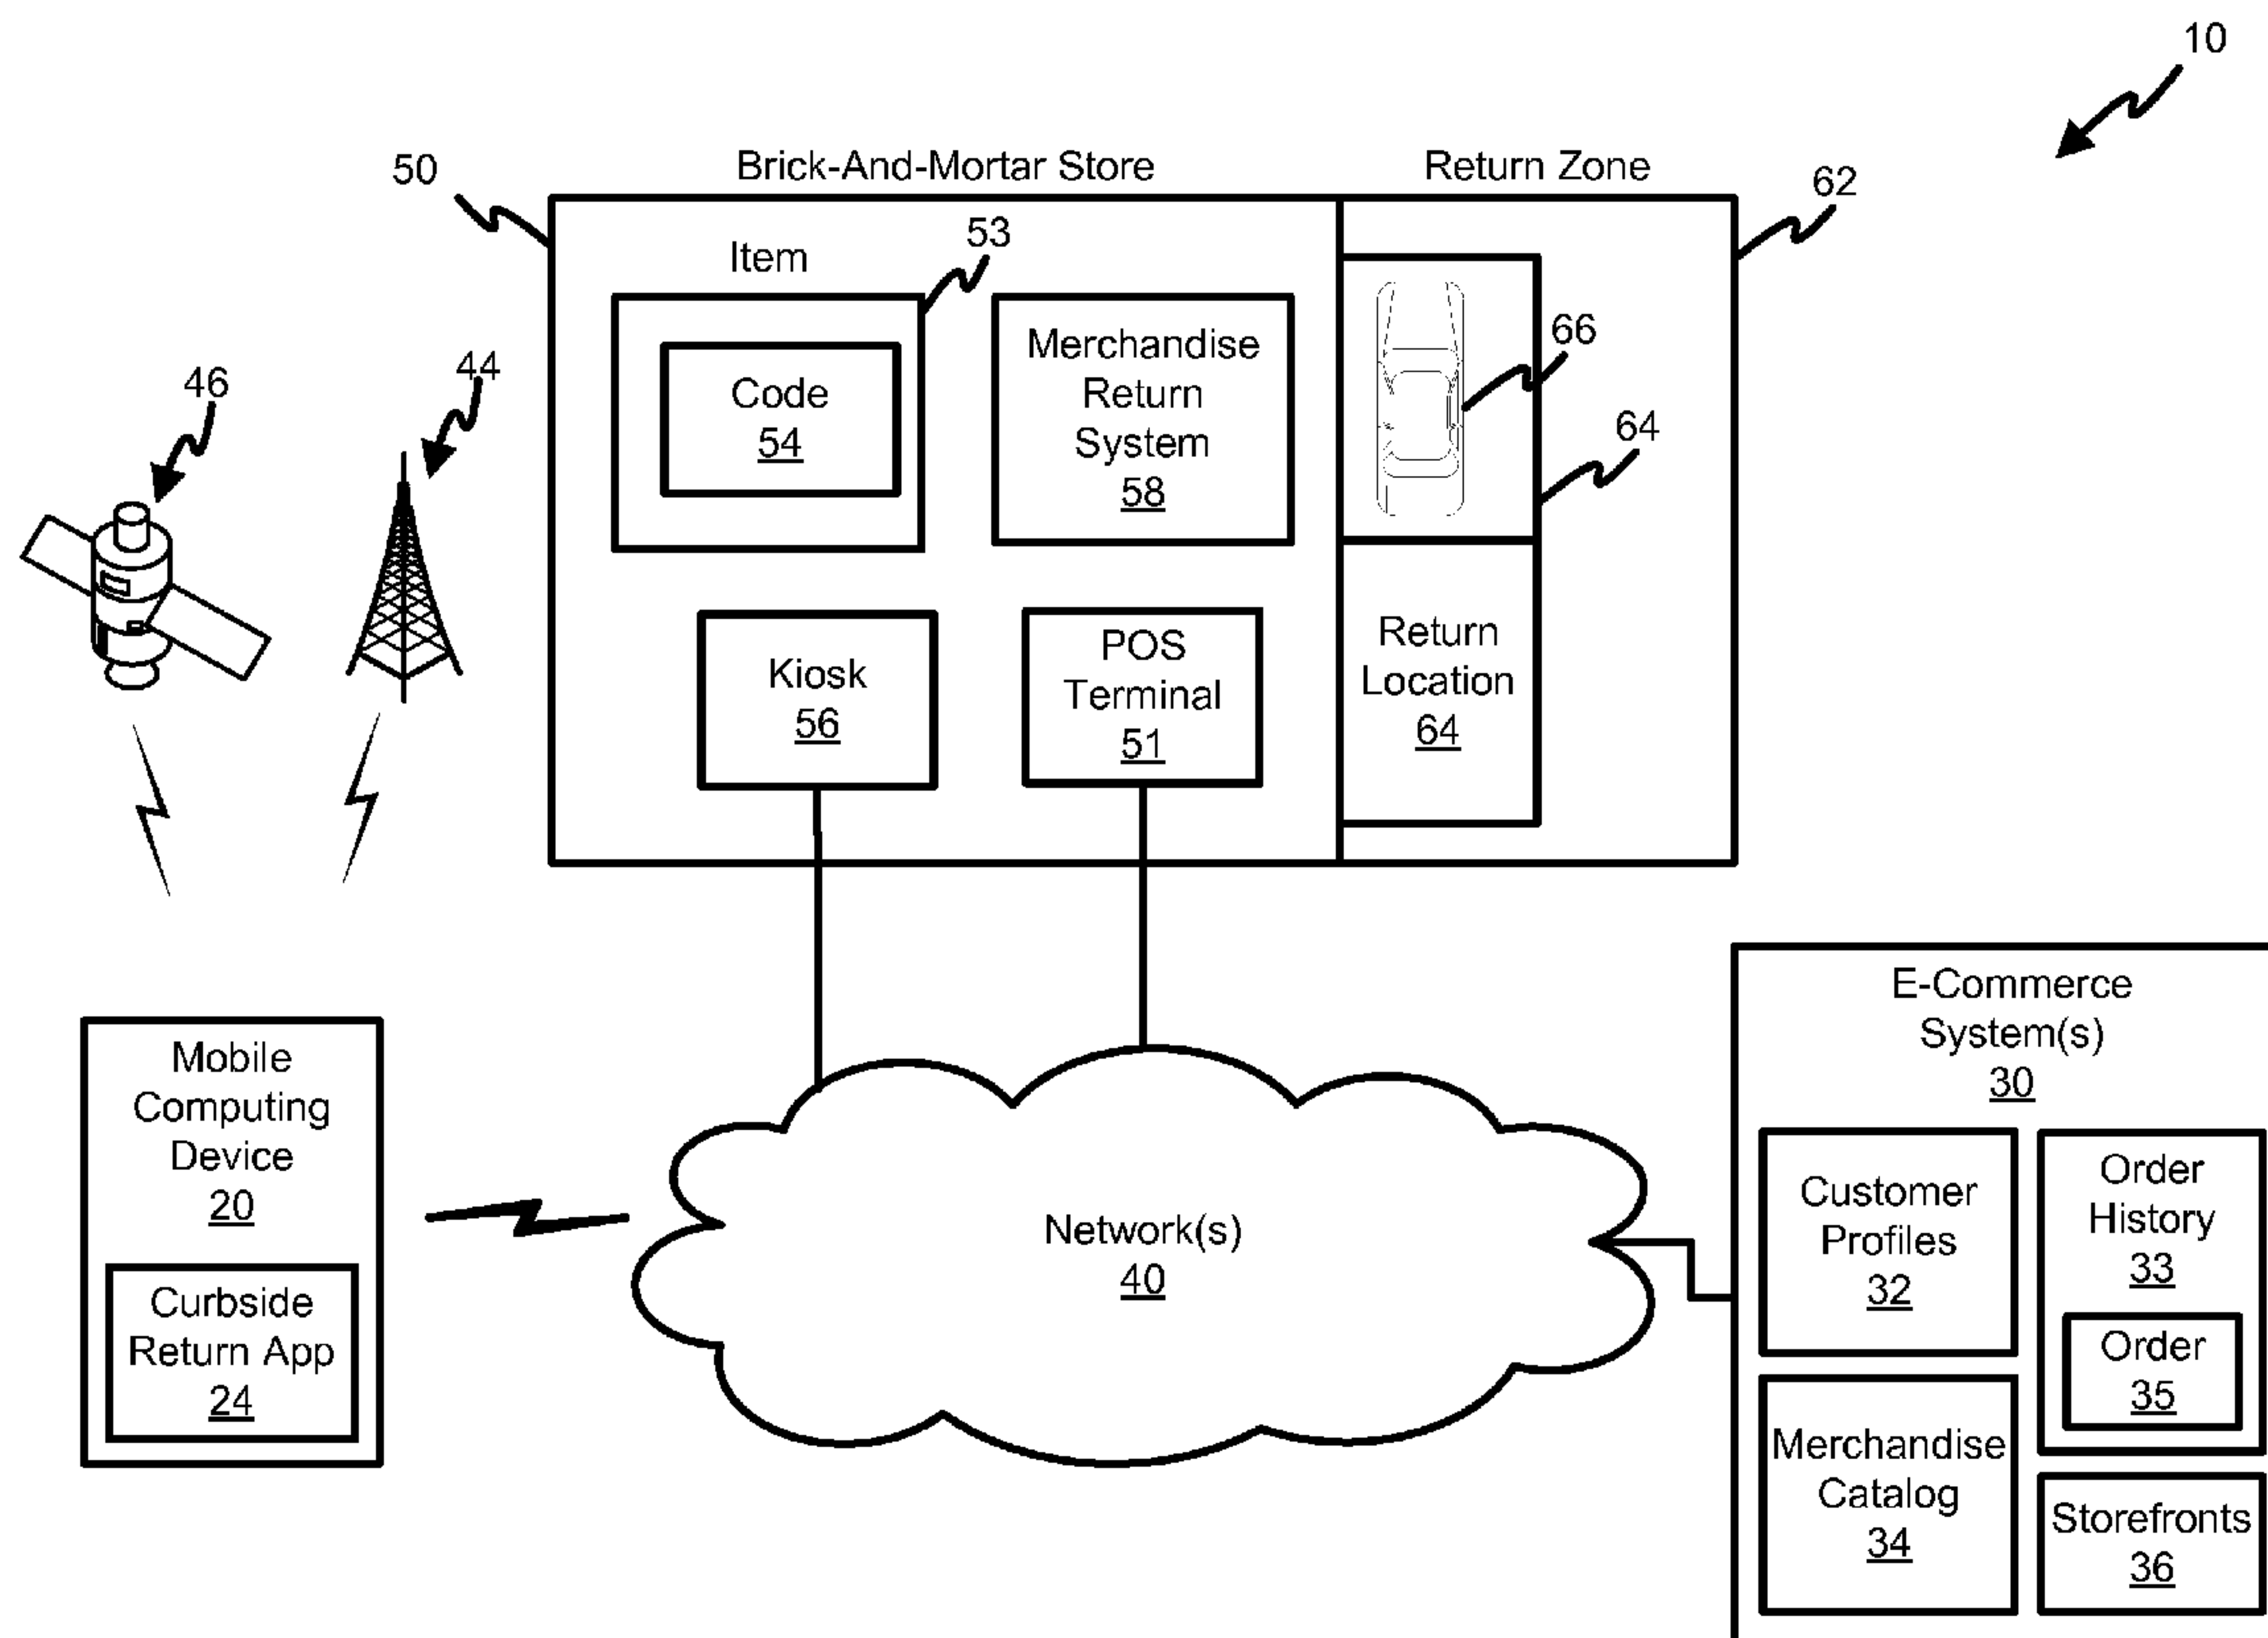 10
Brick-And-Mortar Store
Return Zone
50
62
Item
53
Code
54
Merchandise
Return
System
58
66
64
46
44
Kiosk
56
POS
Terminal
51
Return
Location
64
Mobile
Computing
Device
20
Curbside
Return App
24
Network(s)
40
E-Commerce
System(s)
30
Customer
Profiles
32
Order
History
33
Order
35
Merchandise
Catalog
34
Storefronts
36